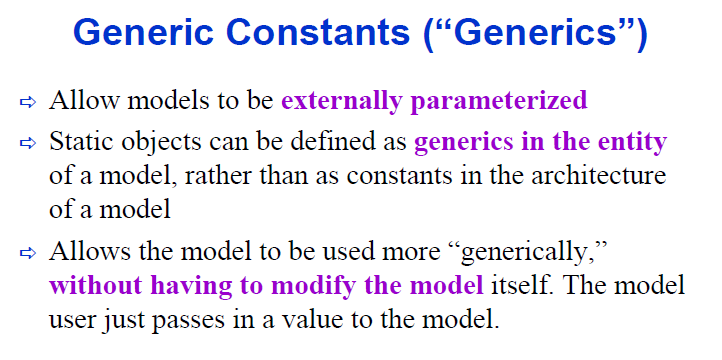 Generic Constants (“Generics”)
⇨ Allow models to be externally parameterized
⇨ Static objects can be defined as generics in the entity
of a model, rather than as constants in the architecture
of a model
⇨ Allows the model to be used more “generically,”
without having to modify the model itself. The model
user just passes in a value to the model.